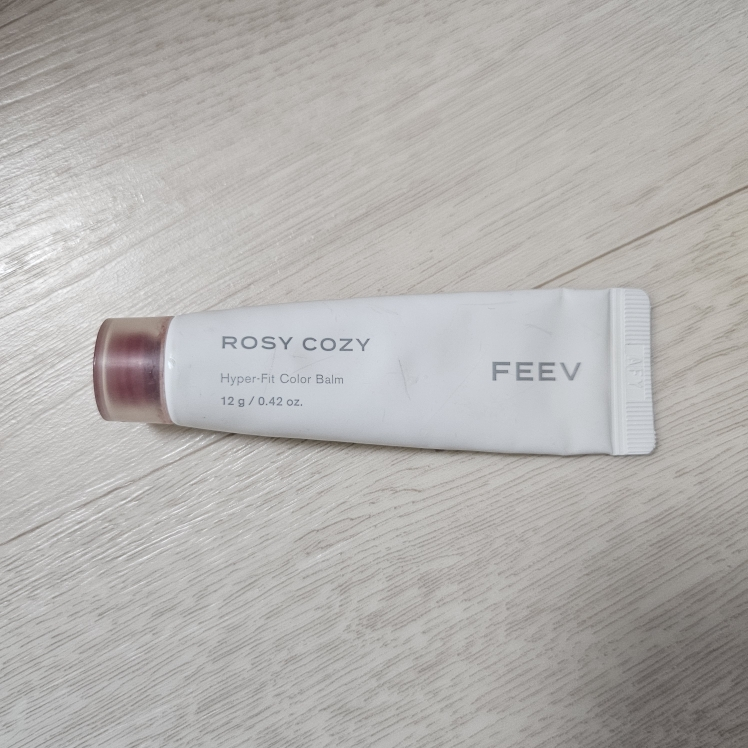 ROSY COZY
Hyper-Fit Color Balm
12 g / 0.42 oz.
FEEV